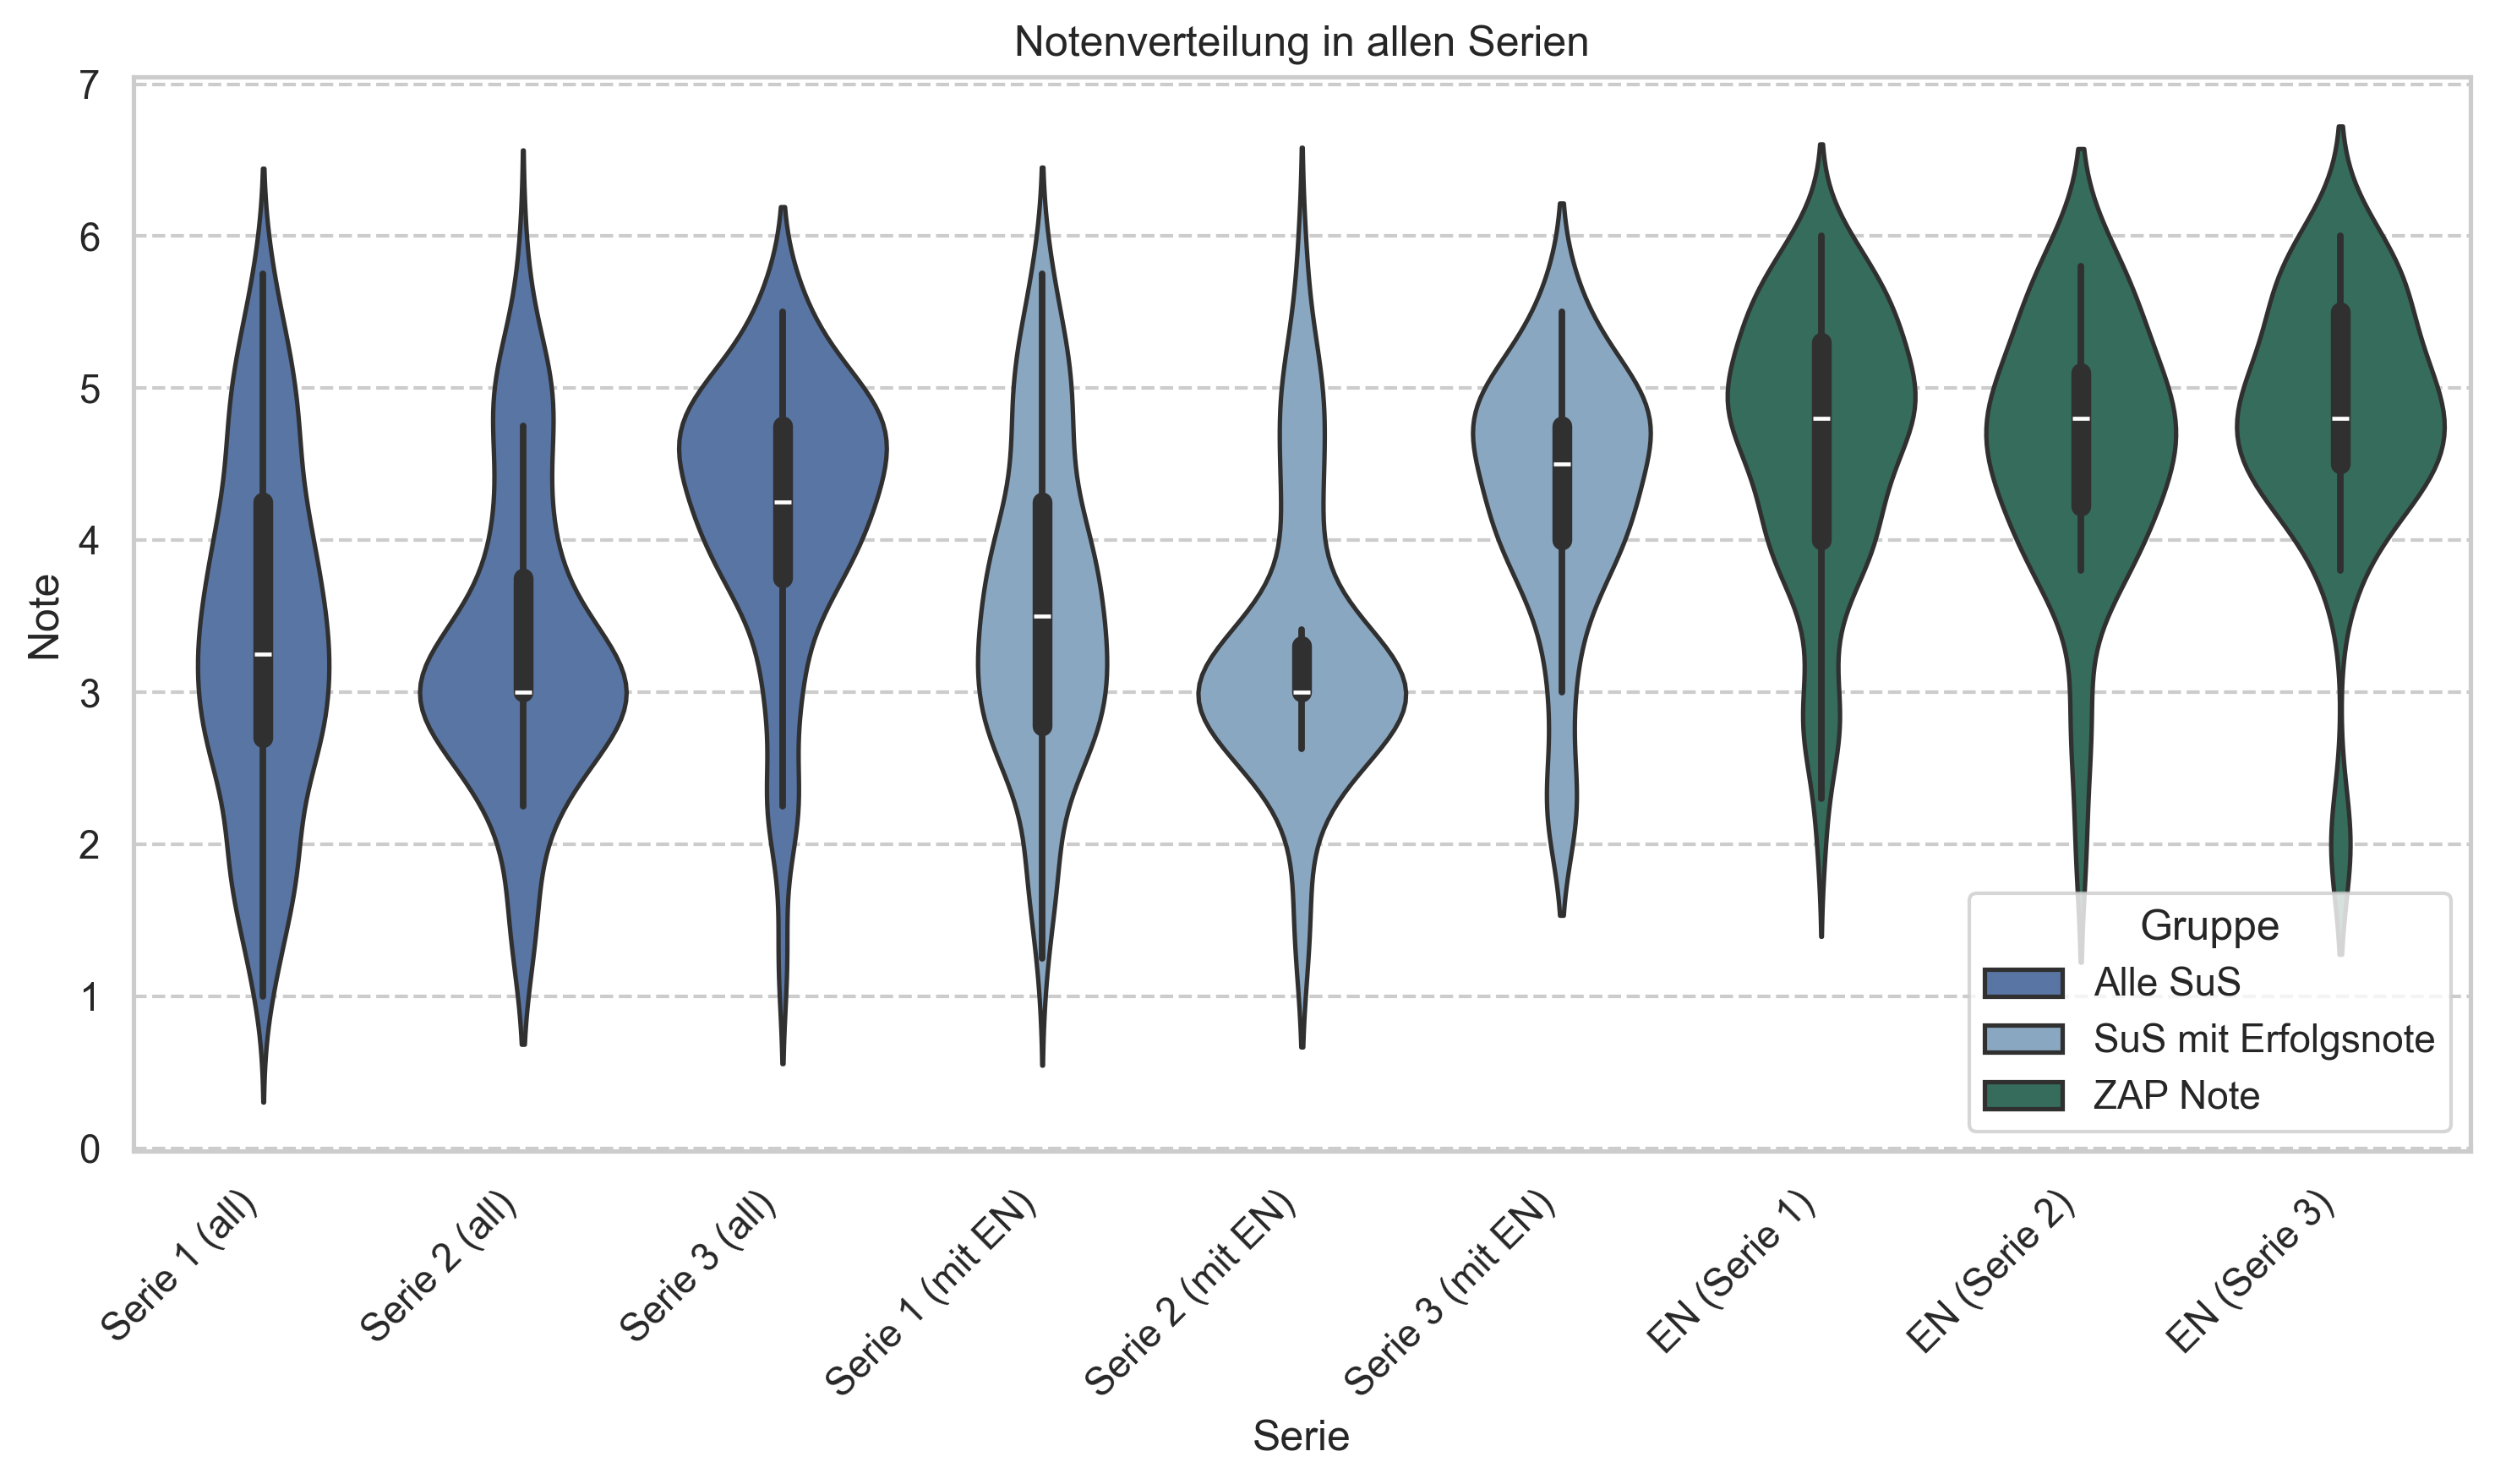 Notenverteilung in allen Serien
7
6
5
4
3
2
1
0
Note
Gruppe
Alle SuS
SuS mit Erfolgsnote
ZAP Note
Serie 1 (all)
Serie 2 (all)
Serie 3 (all)
Serie 1 (mit EN)
Serie 2 (mit EN)
Serie 3 (mit EN)
EN (Serie 1)
EN (Serie 2)
EN (Serie 3)
Serie